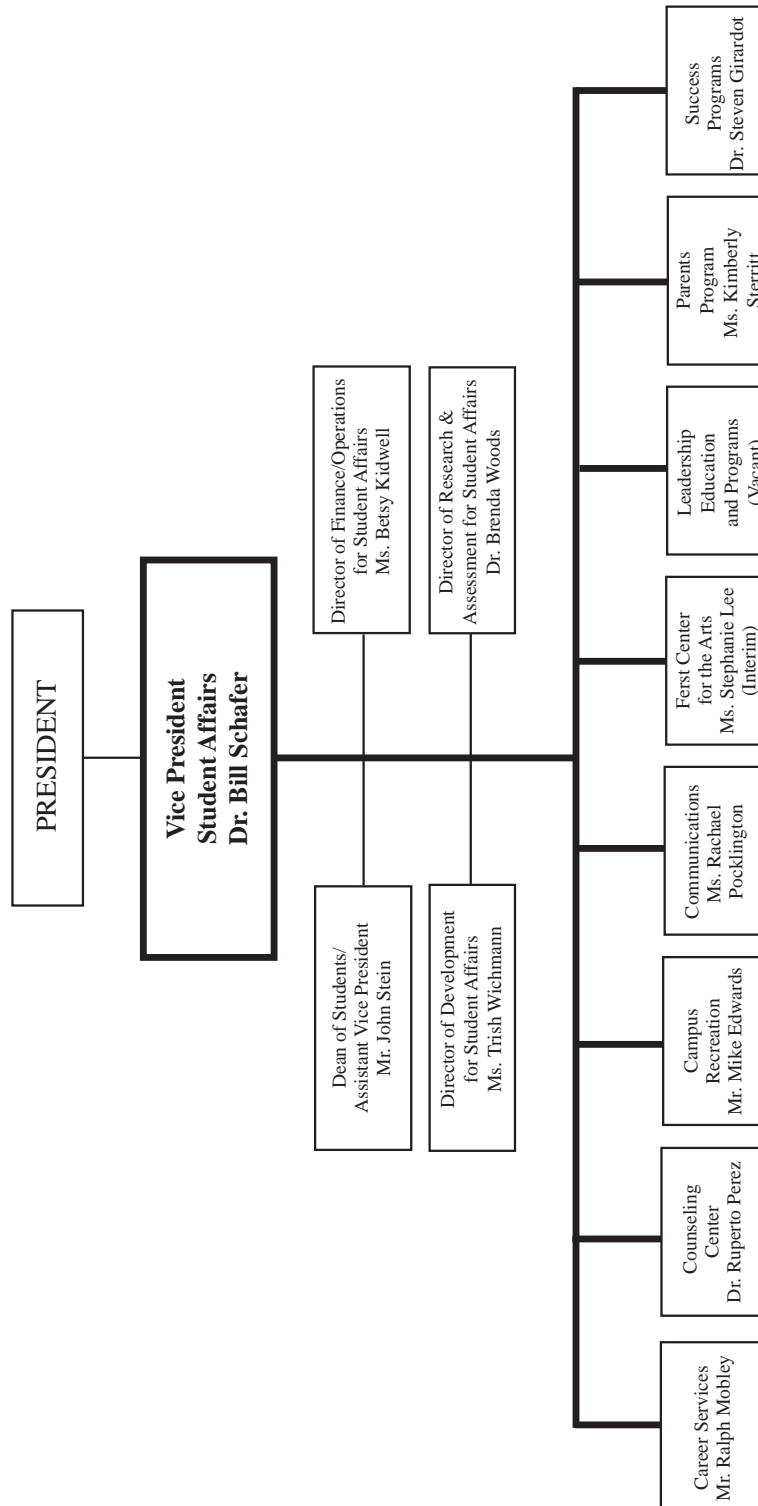 PRESIDENT
Vice President
Student Affairs
Dr. Bill Schafer
Dean of Students/
Assistant Vice President
Mr. John Stein
Director of Finance/Operations
for Student Affairs
Ms. Betsy Kidwell
Director of Development
for Student Affairs
Ms. Trish Wichmann
Director of Research &
Assessment for Student Affairs
Dr. Brenda Woods
Career Services
Mr. Ralph Mobley
Counseling
Center
Dr. Ruperto Perez
Campus
Recreation
Mr. Mike Edwards
Communications
Ms. Rachael
Pocklington
Ferst Center
for the Arts
Ms. Stephanie Lee
(Interim)
Leadership
Education
and Programs
(Vacant)
Parents
Program
Ms. Kimberly
Sterritt
Success
Programs
Dr. Steven Girardot